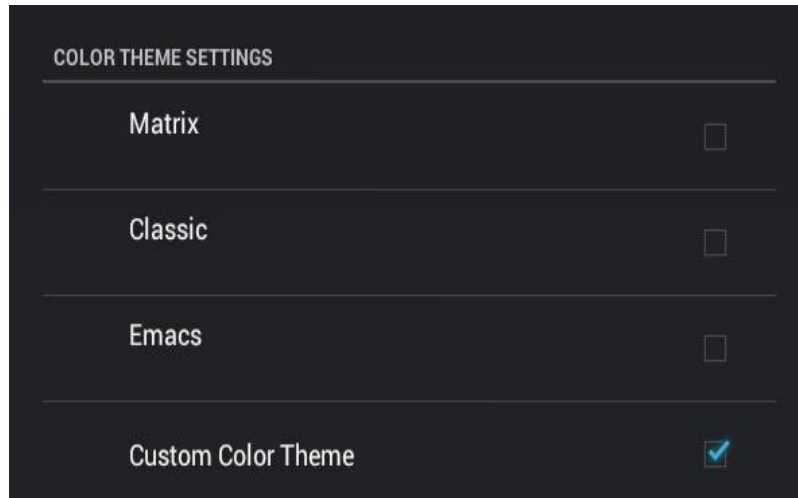 COLOR THEME SETTINGS
Matrix
Classic
Emacs
Custom Color Theme